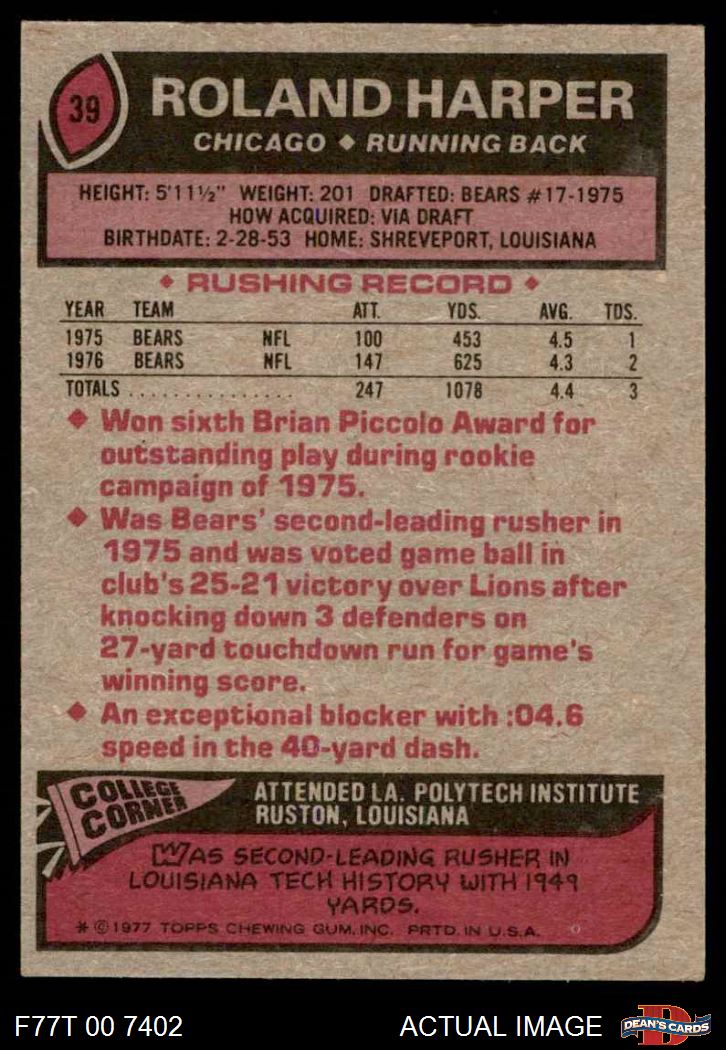 39
ROLAND HARPER
CHICAGO ◆ RUNNING BACK
HEIGHT: 5'11½" WEIGHT: 201 DRAFTED: BEARS #17-1975
HOW ACQUIRED: VIA DRAFT
BIRTHDATE: 2-28-53 HOME: SHREVEPORT, LOUISIANA
◆ RUSHING RECORD ◆
YEAR TEAM ATT. YDS. AVG. TDS.
1975 BEARS NFL 100 453 4.5 1
1976 BEARS NFL 147 625 4.3 2
TOTALS . . . . . . . . . . . . . . . 247 1078 4.4 3
◆ Won sixth Brian Piccolo Award for
outstanding play during rookie
campaign of 1975.
◆ Was Bears' second-leading rusher in
1975 and was voted game ball in
club's 25-21 victory over Lions after
knocking down 3 defenders on
27-yard touchdown run for game's
winning score.
◆ An exceptional blocker with :04.6
speed in the 40-yard dash.
COLLEGE
CORNER
ATTENDED LA. POLYTECH INSTITUTE
RUSTON, LOUISIANA
WAS SECOND-LEADING RUSHER IN
LOUISIANA TECH HISTORY WITH 1949
YARDS.
* © 1977 TOPPS CHEWING GUM, INC. PRTD. IN U.S.A.
F77T 00 7402
ACTUAL IMAGE
D
DEAN'S CARDS